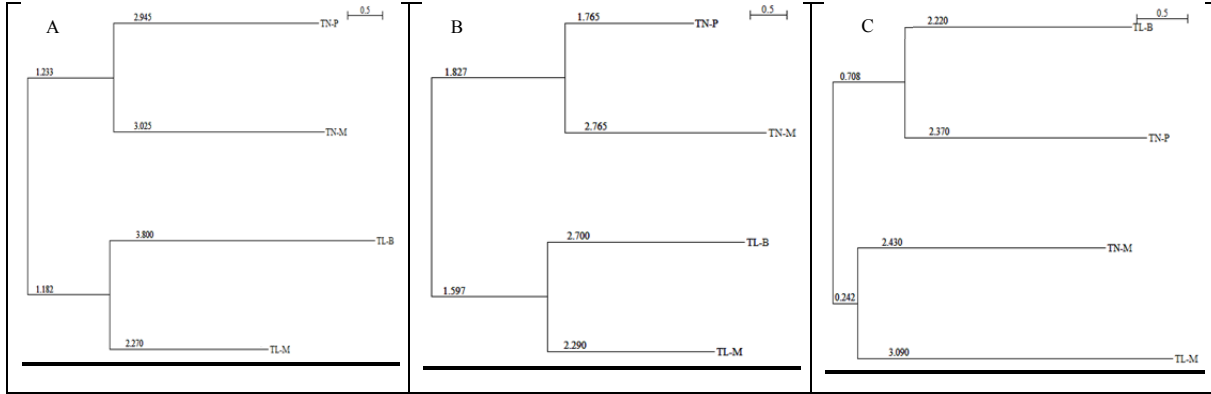 A
0.5
2.945
TN-P
1.233
3.025
TN-M
3.800
TL-B
1.182
2.270
TL-M
B
0.5
1.765
TN-P
1.827
2.765
TN-M
2.700
TL-B
1.597
2.290
TL-M
C
0.5
2.220
TL-B
0.708
2.370
TN-P
2.430
TN-M
0.242
3.090
TL-M